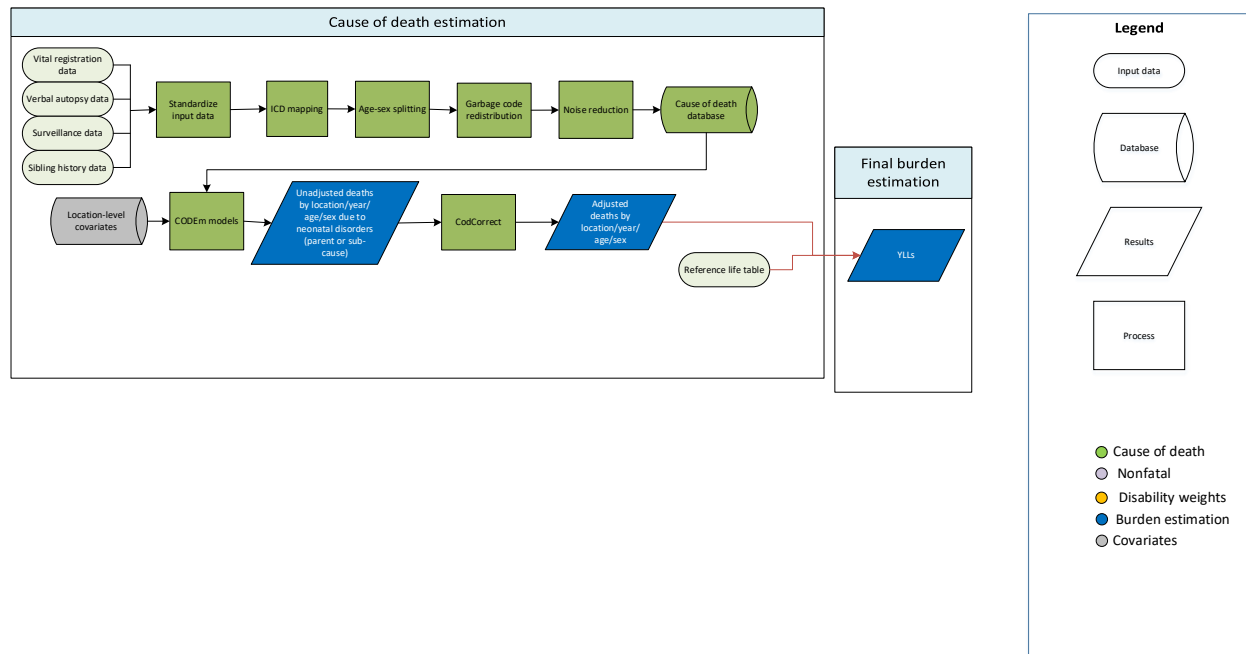 Cause of death estimation
Vital registration
data
Verbal autopsy data
Surveillance data
Sibling history data
Standardize
input data
ICD mapping
Age-sex splitting
Garbage code
redistribution
Noise reduction
Cause of death
database
Location-level
covariates
CODEm models
Unadjusted deaths
by location/year/
age/sex due to
neonatal disorders
(parent or sub-
cause)
CodCorrect
Adjusted
deaths by
location/year/
age/sex
Reference life table
Final burden
estimation
YLLs
Legend
Input data
Database
Results
Process
Cause of death
Nonfatal
Disability weights
Burden estimation
Covariates